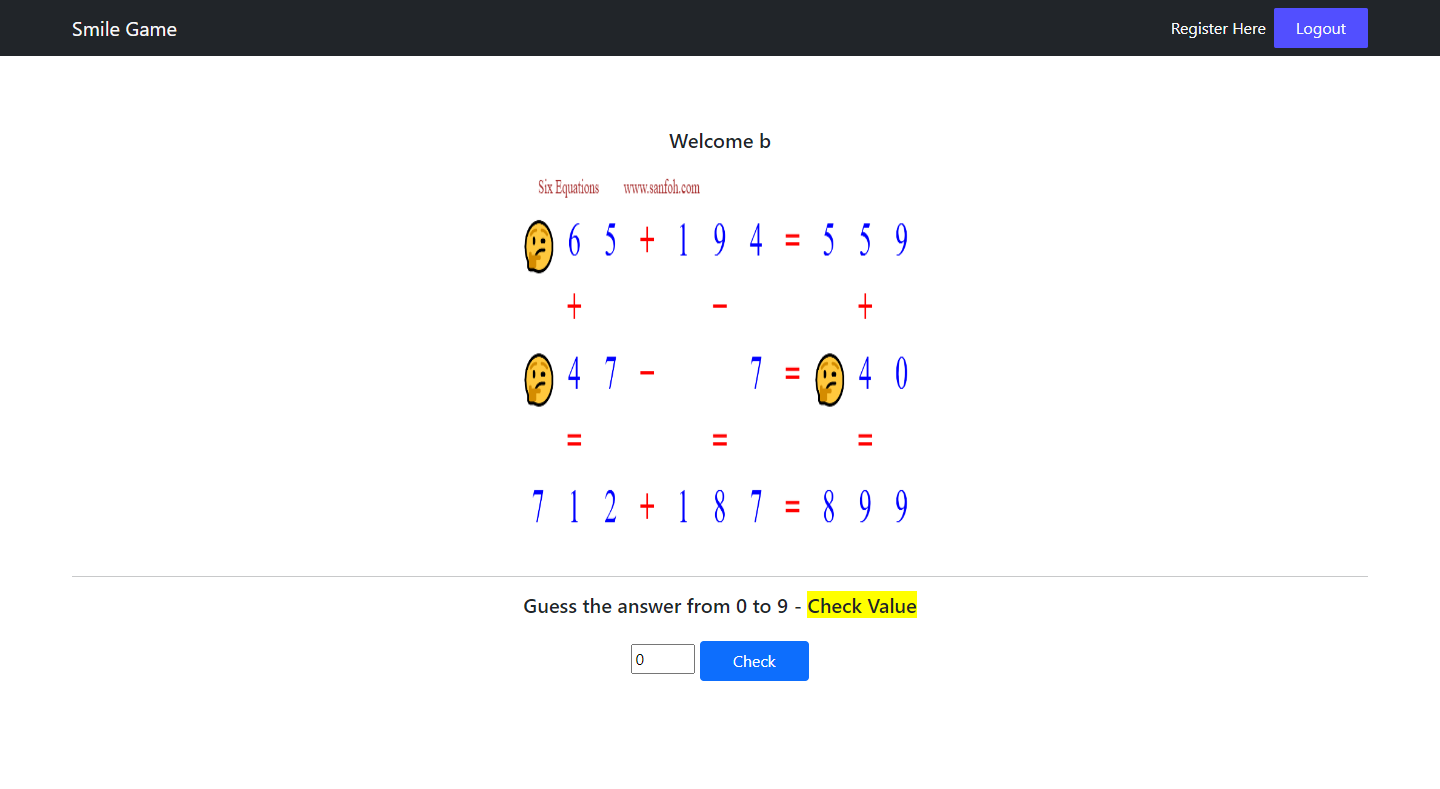 Smile Game Register Here Logout
Welcome b
Six Equations www.sanfoh.com
🤔 6 5 + 1 9 4 = 5 5 9
+ − +
🤔 4 7 − 7 = 🤔 4 0
= = =
7 1 2 + 1 8 7 = 8 9 9
Guess the answer from 0 to 9 - Check Value
0 Check